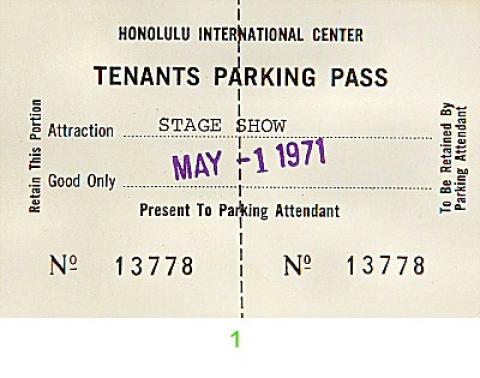 HONOLULU INTERNATIONAL CENTER
TENANTS PARKING PASS
Retain This Portion
Attraction STAGE SHOW
MAY -1 1971
Good Only
Present To Parking Attendant
To Be Retained By
Parking Attendant
Nº 13778 Nº 13778
1